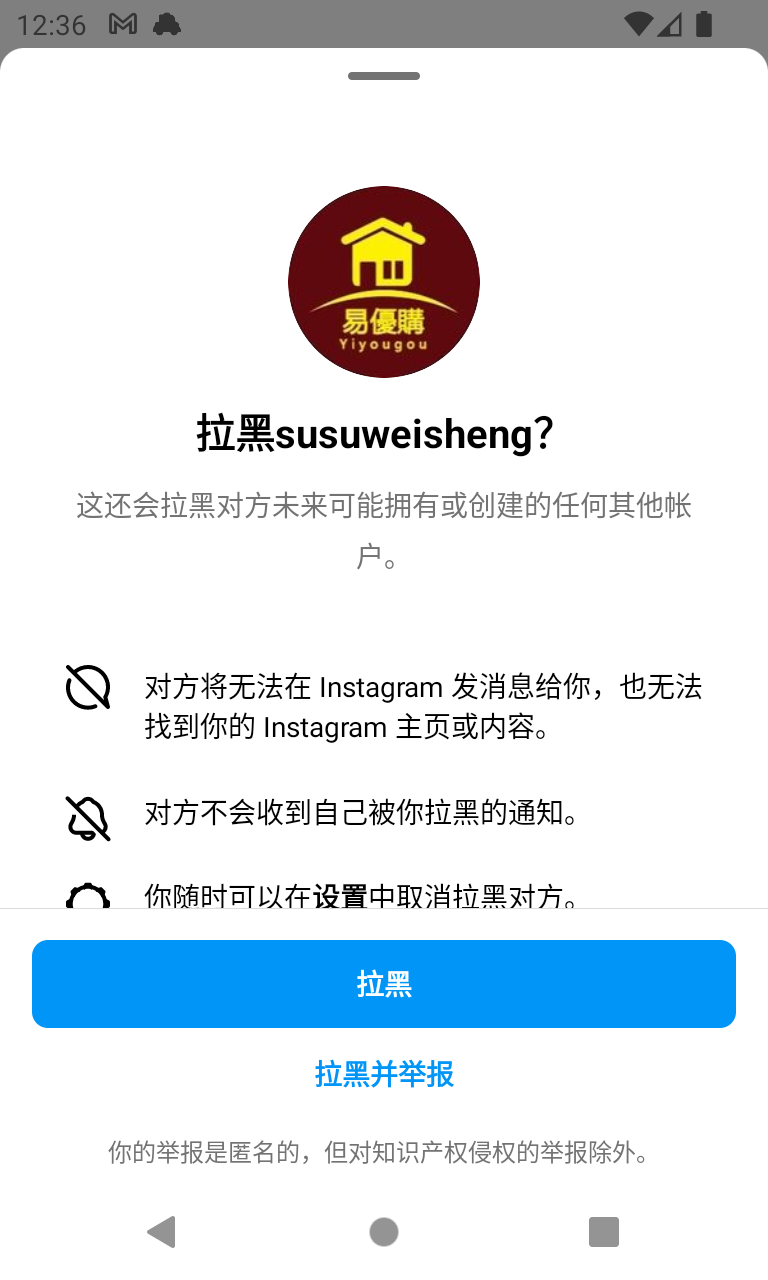 12:36
易優購
Yiyougou
拉黑susuweisheng？
这还会拉黑对方未来可能拥有或创建的任何其他帐
户。
对方将无法在 Instagram 发消息给你，也无法
找到你的 Instagram 主页或内容。
对方不会收到自己被你拉黑的通知。
你随时可以在设置中取消拉黑对方。
拉黑
拉黑并举报
你的举报是匿名的，但对知识产权侵权的举报除外。